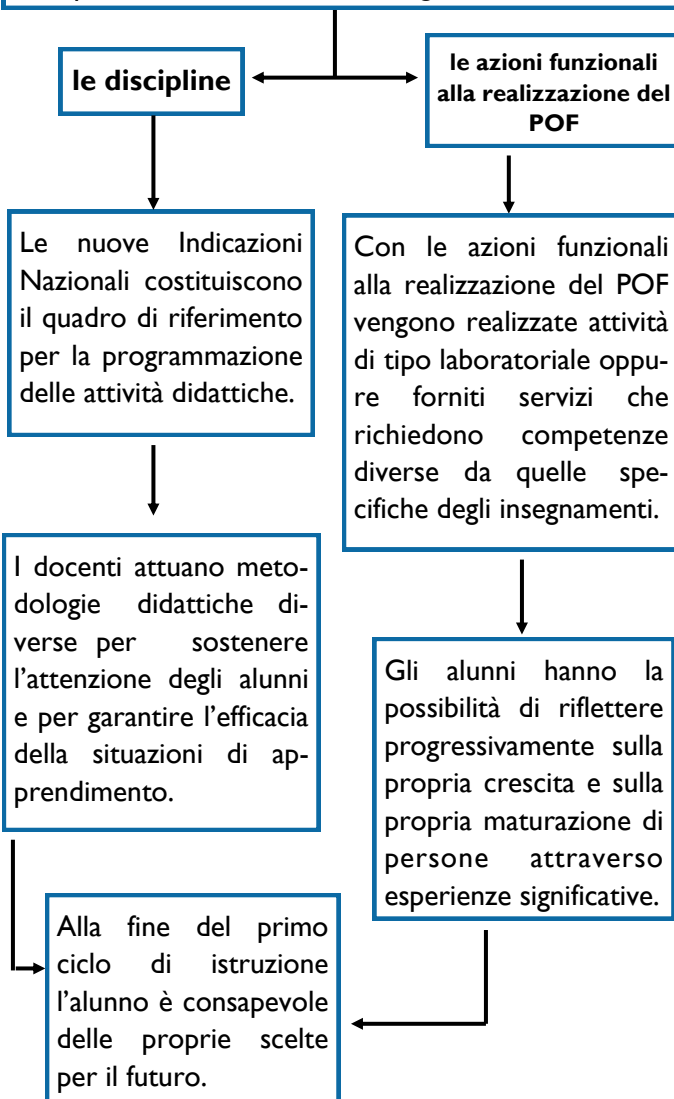 le discipline
le azioni funzionali
alla realizzazione del
POF
Le nuove Indicazioni
Nazionali costituiscono
il quadro di riferimento
per la programmazione
delle attività didattiche.
Con le azioni funzionali
alla realizzazione del POF
vengono realizzate attività
di tipo laboratoriale oppu-
re forniti servizi che
richiedono competenze
diverse da quelle spe-
cifiche degli insegnamenti.
I docenti attuano meto-
dologie didattiche di-
verse per sostenere
l’attenzione degli alunni
e per garantire l’efficacia
della situazioni di ap-
prendimento.
Gli alunni hanno la
possibilità di riflettere
progressivamente sulla
propria crescita e sulla
propria maturazione di
persone attraverso
esperienze significative.
Alla fine del primo
ciclo di istruzione
l’alunno è consapevole
delle proprie scelte
per il futuro.